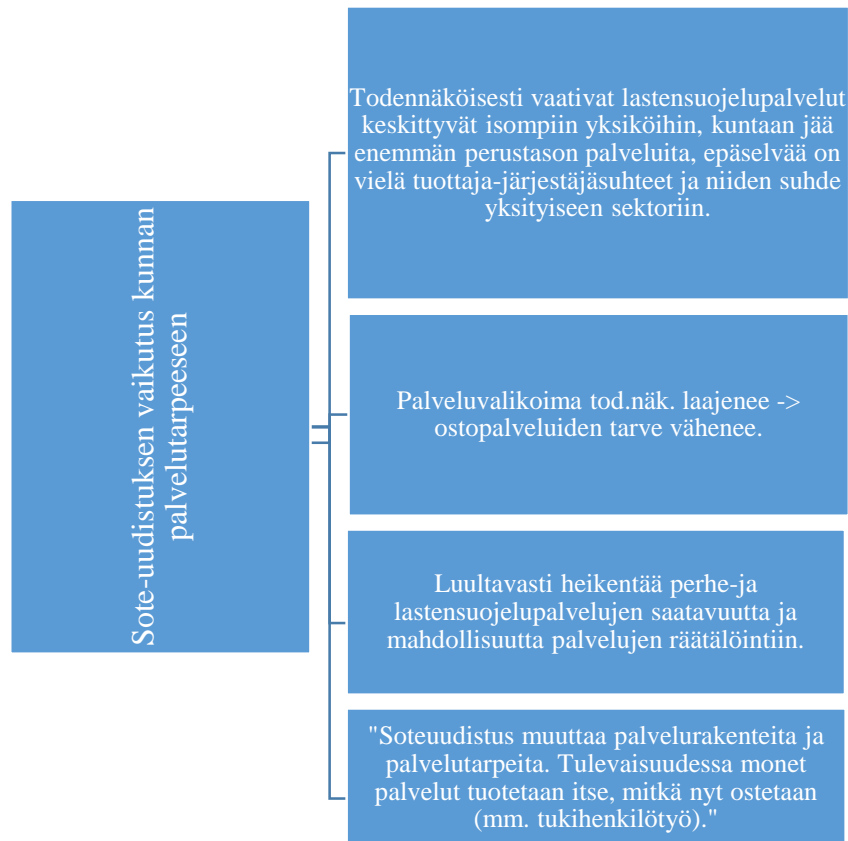 Sote-uudistuksen vaikutus kunnan
palvelutarpeeseen
Todennäköisesti vaativat lastensuojelupalvelut
keskittyvät isompiin yksiköihin, kuntaan jää
enemmän perustason palveluita, epäselvää on
vielä tuottaja-järjestäjäsuhteet ja niiden suhde
yksityiseen sektoriin.
Palveluvalikoima tod.näk. laajenee ->
ostopalveluiden tarve vähenee.
Luultavasti heikentää perhe-ja
lastensuojelupalvelujen saatavuutta ja
mahdollisuutta palvelujen räätälöintiin.
"Soteuudistus muuttaa palvelurakenteita ja
palvelutarpeita. Tulevaisuudessa monet
palvelut tuotetaan itse, mitkä nyt ostetaan
(mm. tukihenkilötyö)."